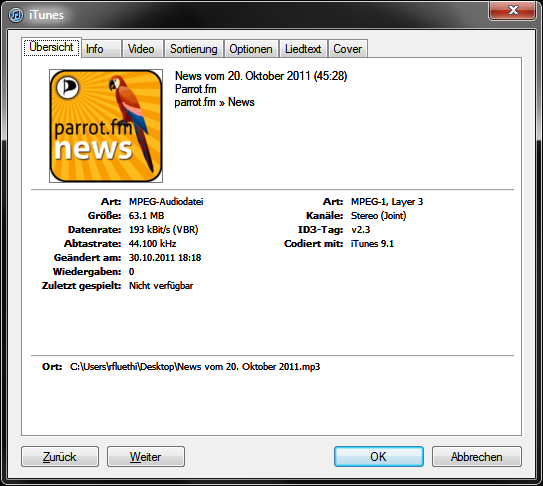 iTunes
Übersicht Info Video Sortierung Optionen Liedtext Cover
parrot.fm
news
News vom 20. Oktober 2011 (45:28)
Parrot.fm
parrot.fm » News
Art: MPEG-Audiodatei
Größe: 63.1 MB
Datenrate: 193 kBit/s (VBR)
Abtastrate: 44.100 kHz
Geändert am: 30.10.2011 18:18
Wiedergaben: 0
Zuletzt gespielt: Nicht verfügbar
Art: MPEG-1, Layer 3
Kanäle: Stereo (Joint)
ID3-Tag: v2.3
Codiert mit: iTunes 9.1
Ort: C:\Users\rfluethi\Desktop\News vom 20. Oktober 2011.mp3
Zurück Weiter OK Abbrechen